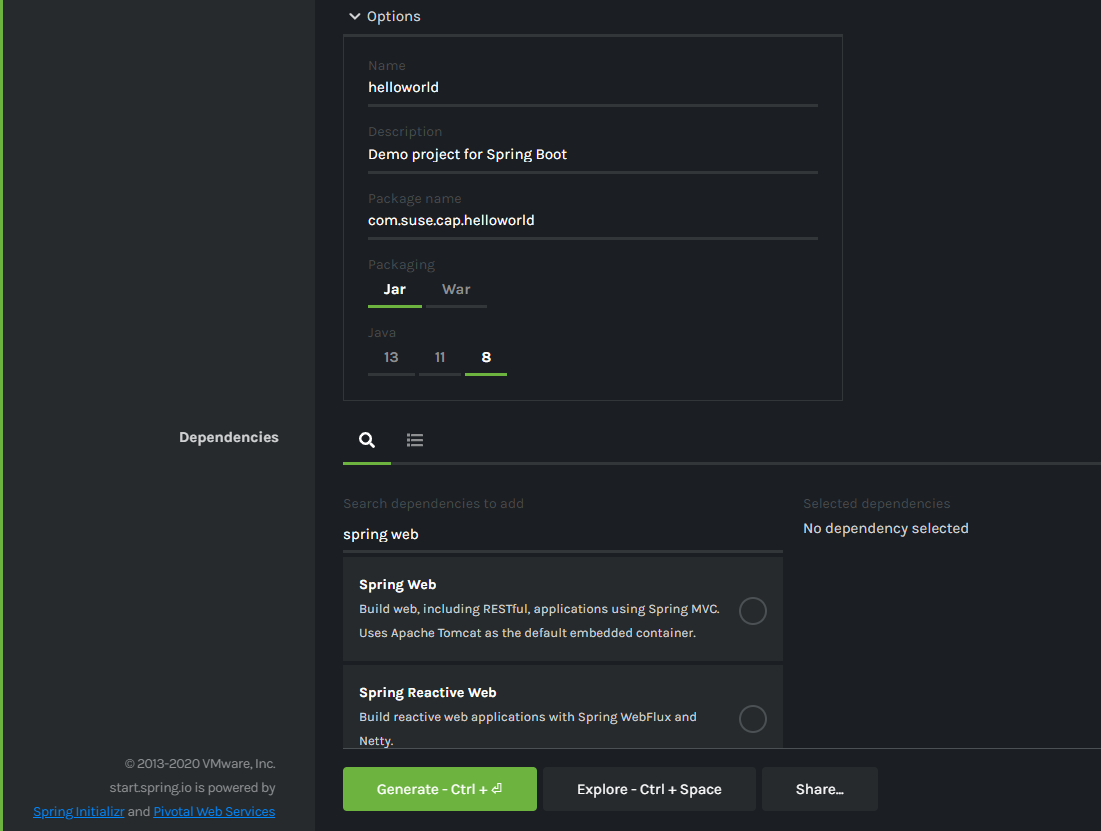 Options
Name
helloworld
Description
Demo project for Spring Boot
Package name
com.suse.cap.helloworld
Packaging
Jar War
Java
13 11 8
Dependencies
Search dependencies to add
spring web
Selected dependencies
No dependency selected
Spring Web
Build web, including RESTful, applications using Spring MVC.
Uses Apache Tomcat as the default embedded container.
Spring Reactive Web
Build reactive web applications with Spring WebFlux and
Netty.
© 2013-2020 VMware, Inc.
start.spring.io is powered by
Spring Initializr and Pivotal Web Services
Generate - Ctrl + ⏎ Explore - Ctrl + Space Share...